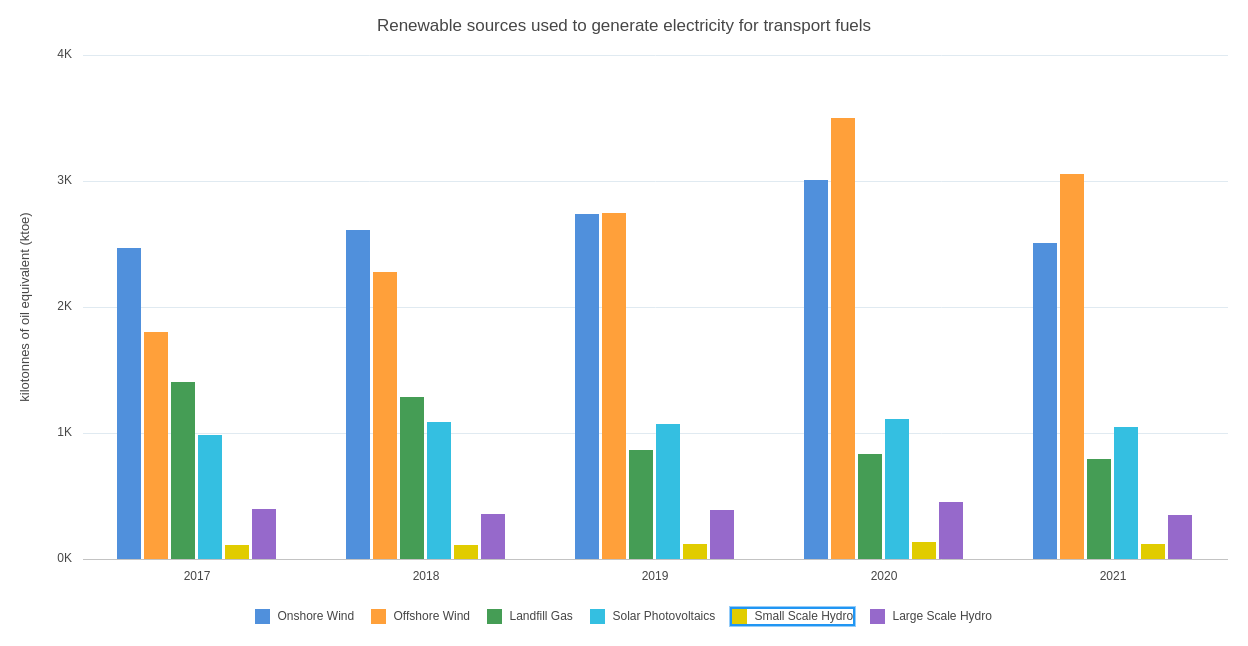 Renewable sources used to generate electricity for transport fuels
4K
3K
2K
1K
0K
kilotonnes of oil equivalent (ktoe)
2017 2018 2019 2020 2021
Onshore Wind Offshore Wind Landfill Gas Solar Photovoltaics Small Scale Hydro Large Scale Hydro